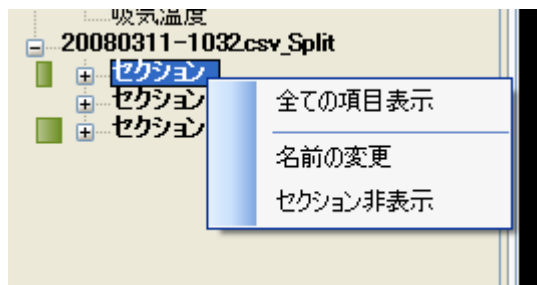 吸気温度
20080311-1032.csv_Split
セクション
セクション
セクション
全ての項目表示
名前の変更
セクション非表示